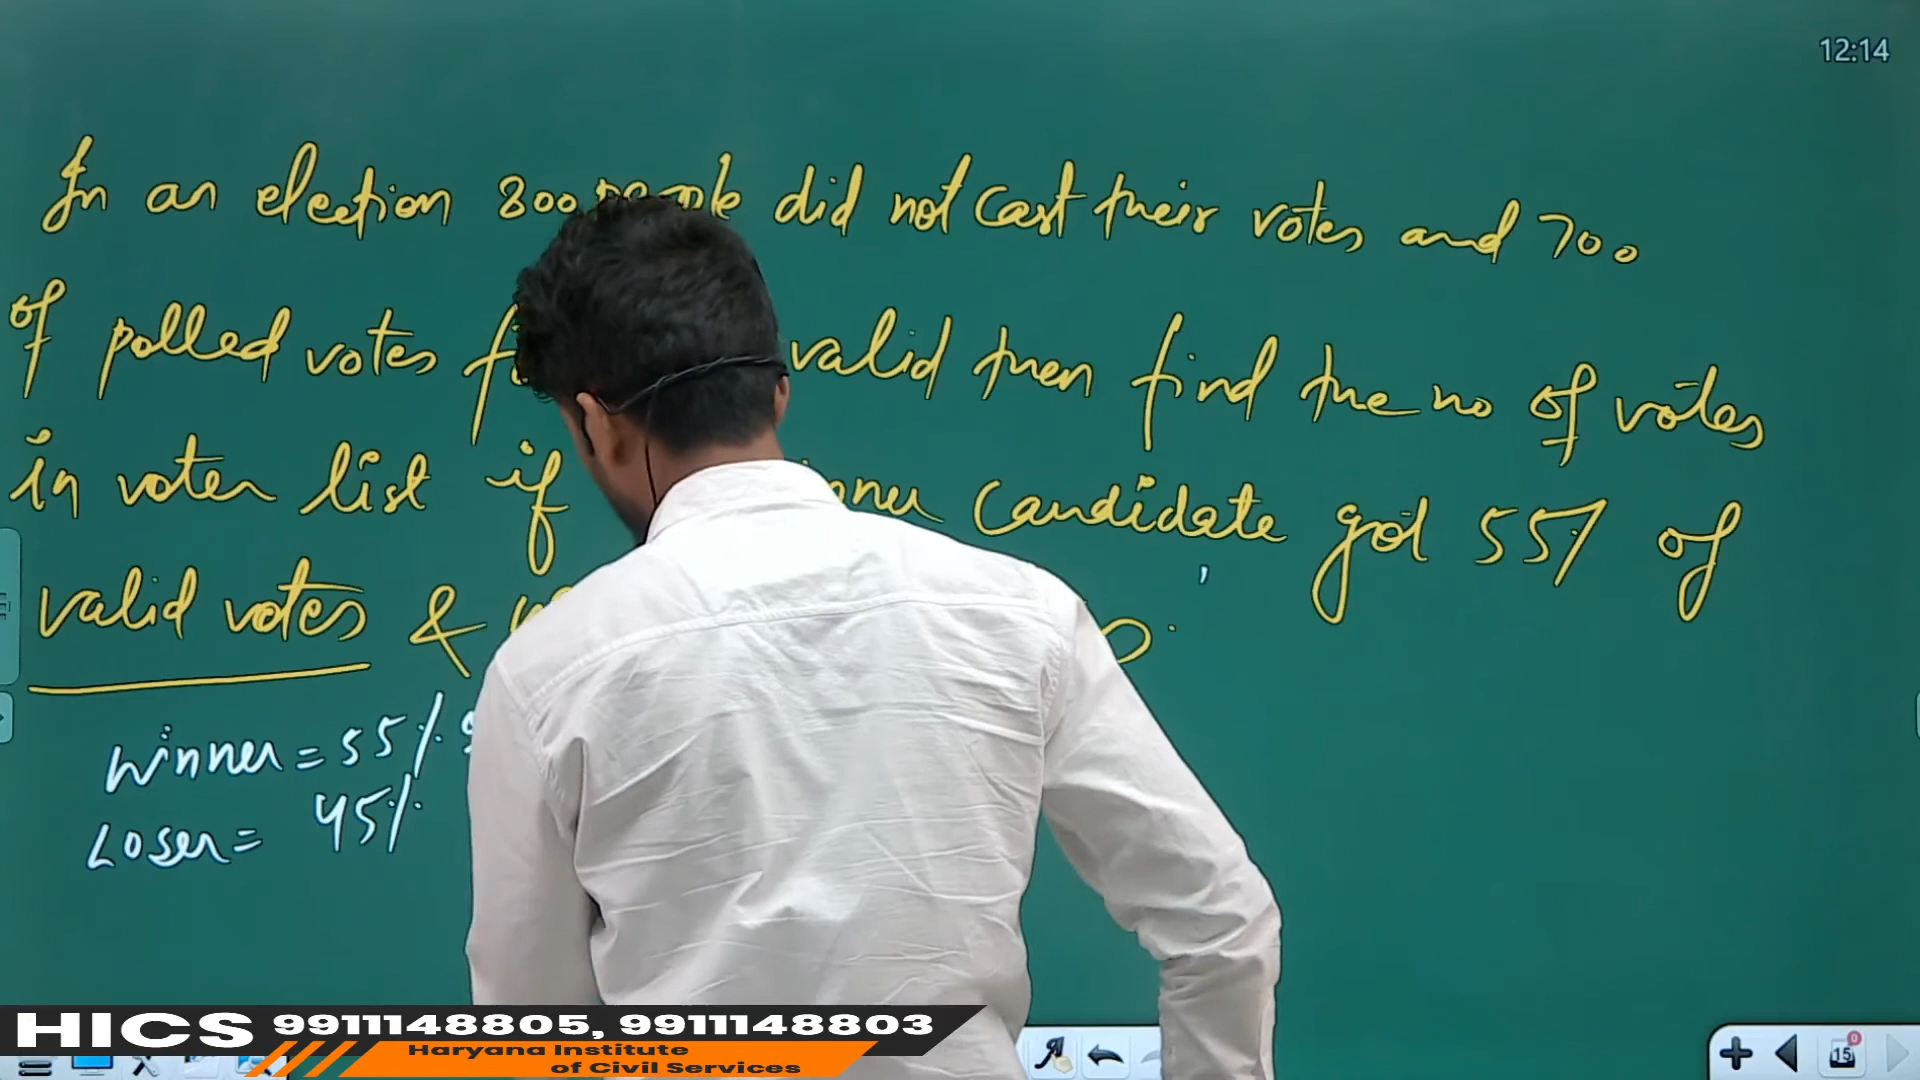 12:14
In an election 800 people did not cast their votes and 700
of polled votes valid then find the no of votes
in voter list if candidate got 55% of
valid votes &
Winner = 55%
Loser = 45%
HICS 9911148805, 9911148803
Haryana Institute
of Civil Services
15
0